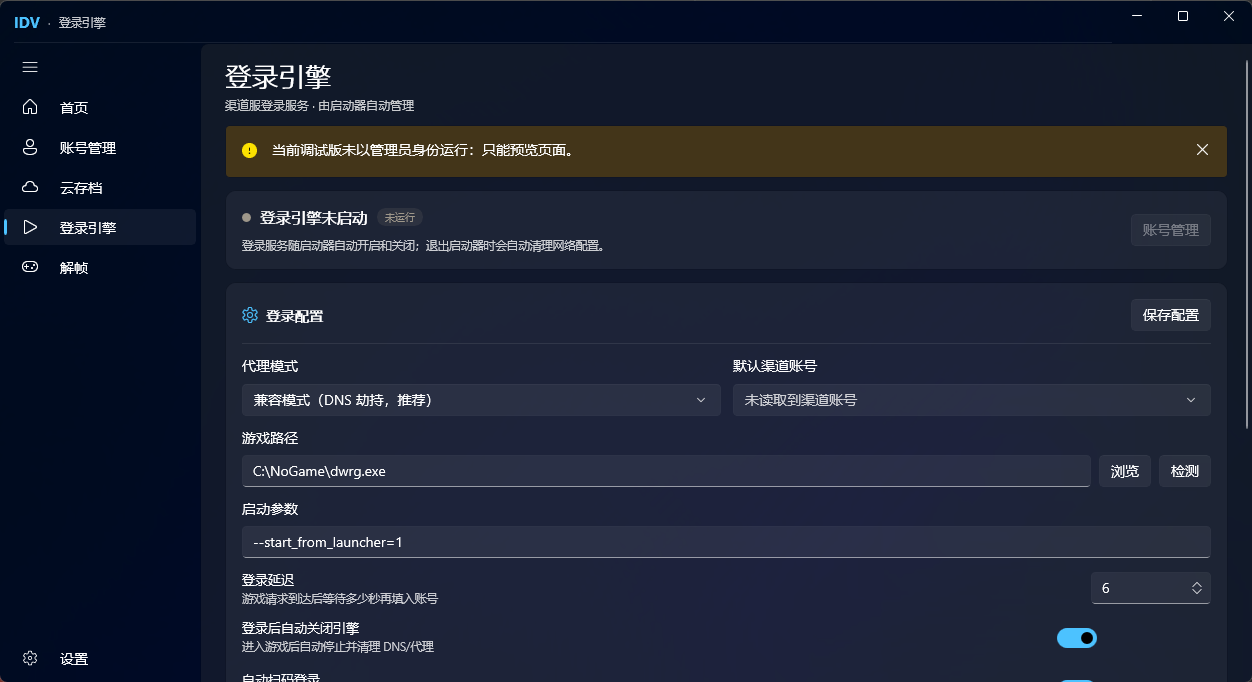 IDV · 登录引擎
首页
账号管理
云存档
登录引擎
解帧
设置
登录引擎
渠道服登录服务 · 由启动器自动管理
当前调试版未以管理员身份运行：只能预览页面。
登录引擎未启动 未运行
登录服务随启动器自动开启和关闭；退出启动器时会自动清理网络配置。
账号管理
登录配置
保存配置
代理模式
兼容模式（DNS 劫持，推荐）
默认渠道账号
未读取到渠道账号
游戏路径
C:\NoGame\dwrg.exe
浏览
检测
启动参数
--start_from_launcher=1
登录延迟
游戏请求到达后等待多少秒再填入账号
6
登录后自动关闭引擎
进入游戏后自动停止并清理 DNS/代理
自动扫码登录